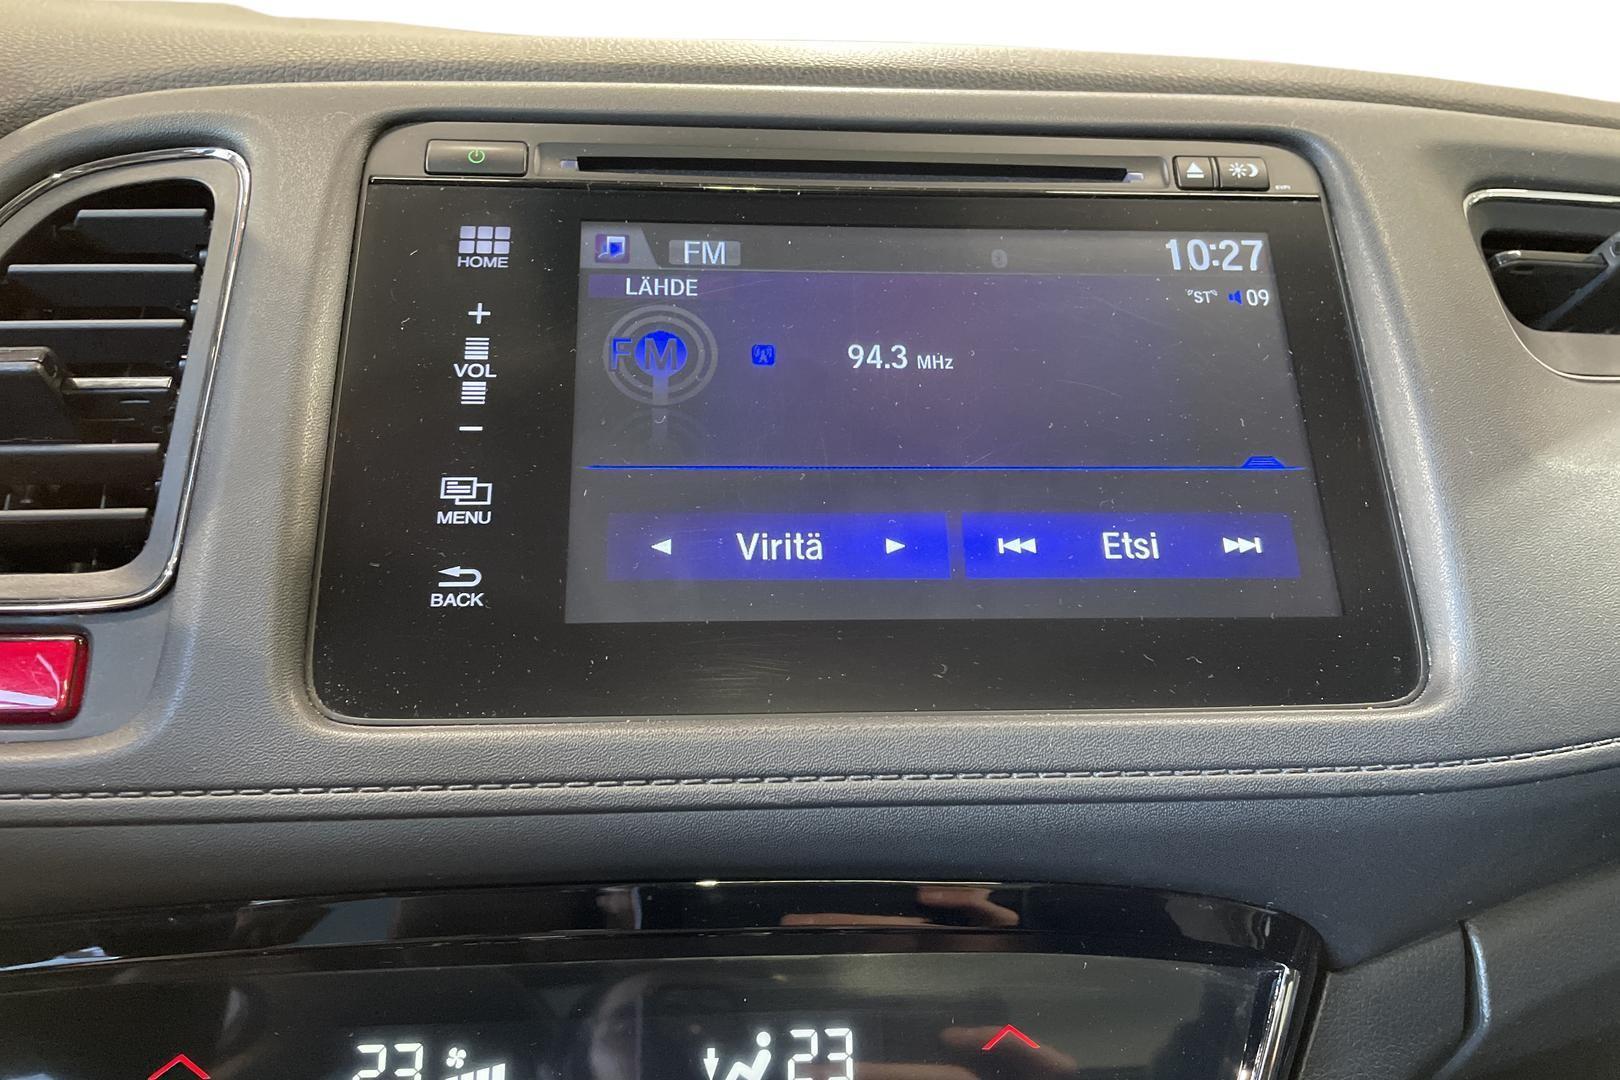 FM
10:27
HOME
LÄHDE
ST 09
+
VOL
−
FM
94.3 MHz
MENU
Viritä
Etsi
BACK
23
23